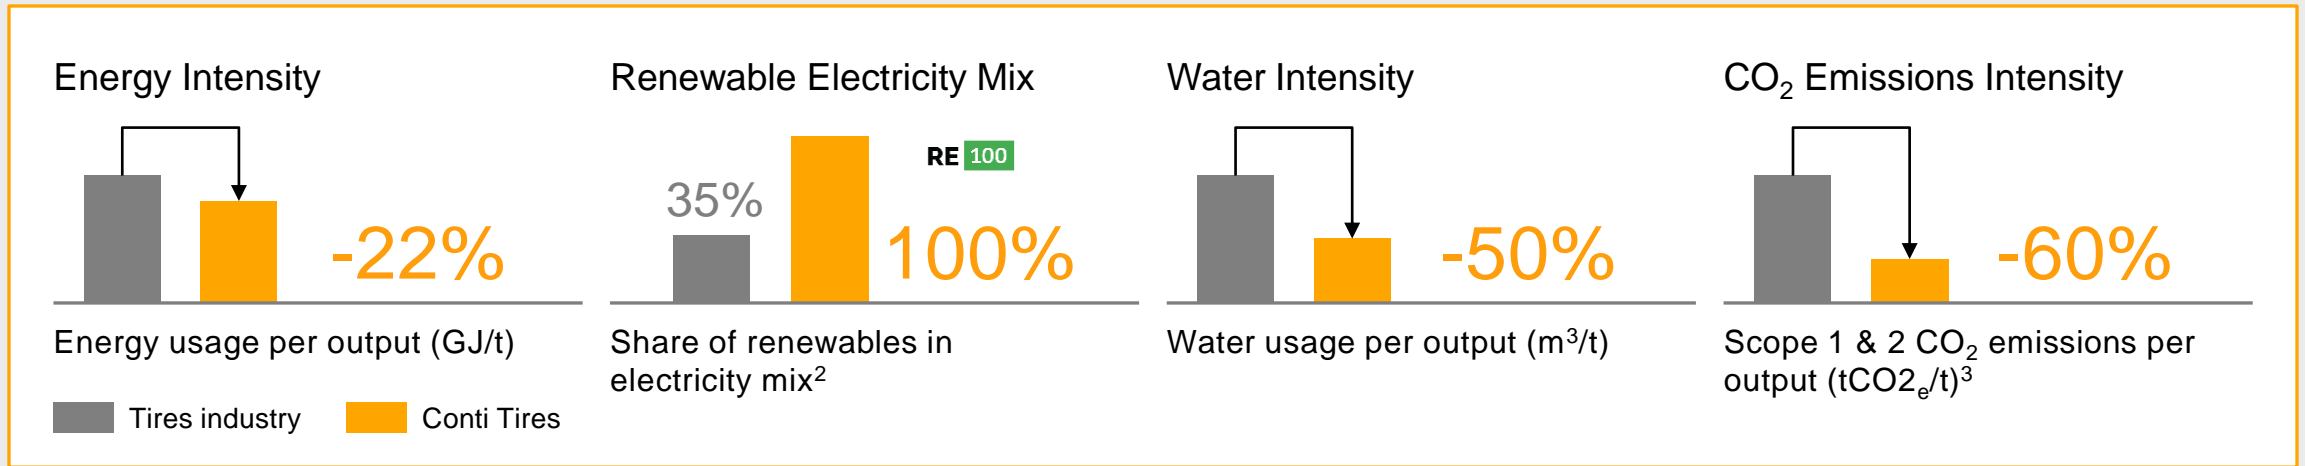 Energy Intensity
-22%
Energy usage per output (GJ/t)
Renewable Electricity Mix
35%
RE 100
100%
Share of renewables in
electricity mix²
Water Intensity
-50%
Water usage per output (m³/t)
CO₂ Emissions Intensity
-60%
Scope 1 & 2 CO₂ emissions per
output (tCO2ₑ/t)³
Tires industry
Conti Tires